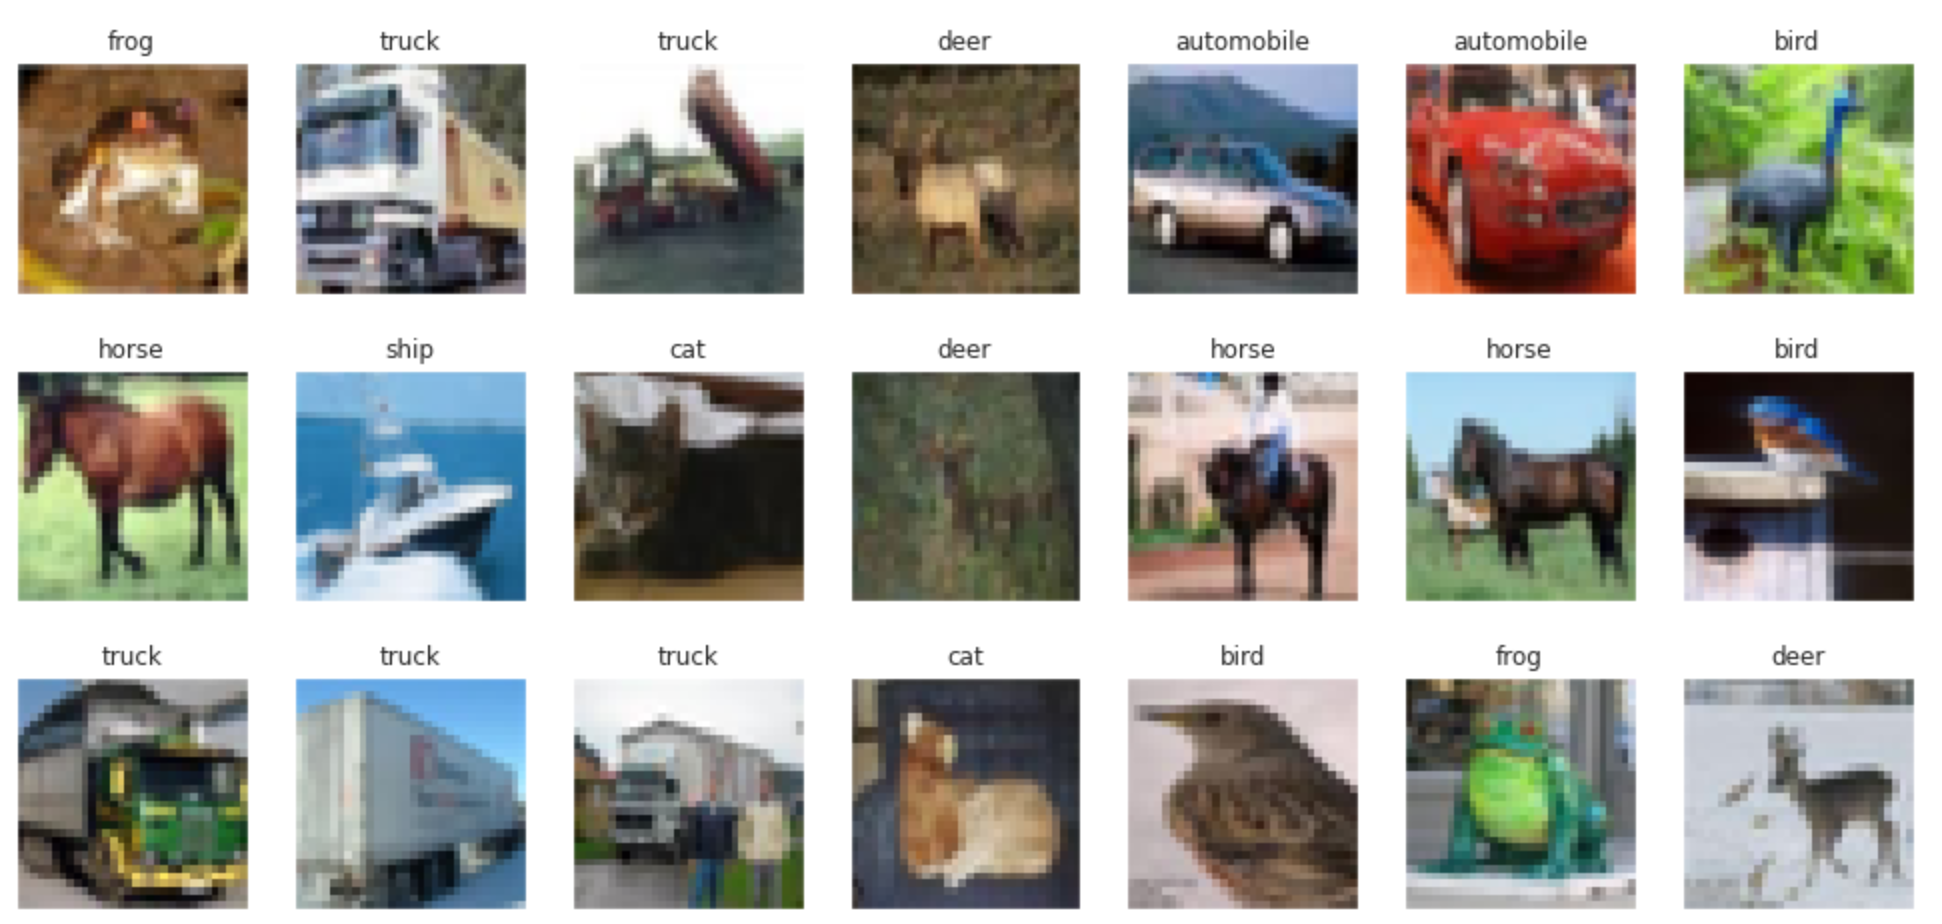 frog truck truck deer automobile automobile bird
horse ship cat deer horse horse bird
truck truck truck cat bird frog deer